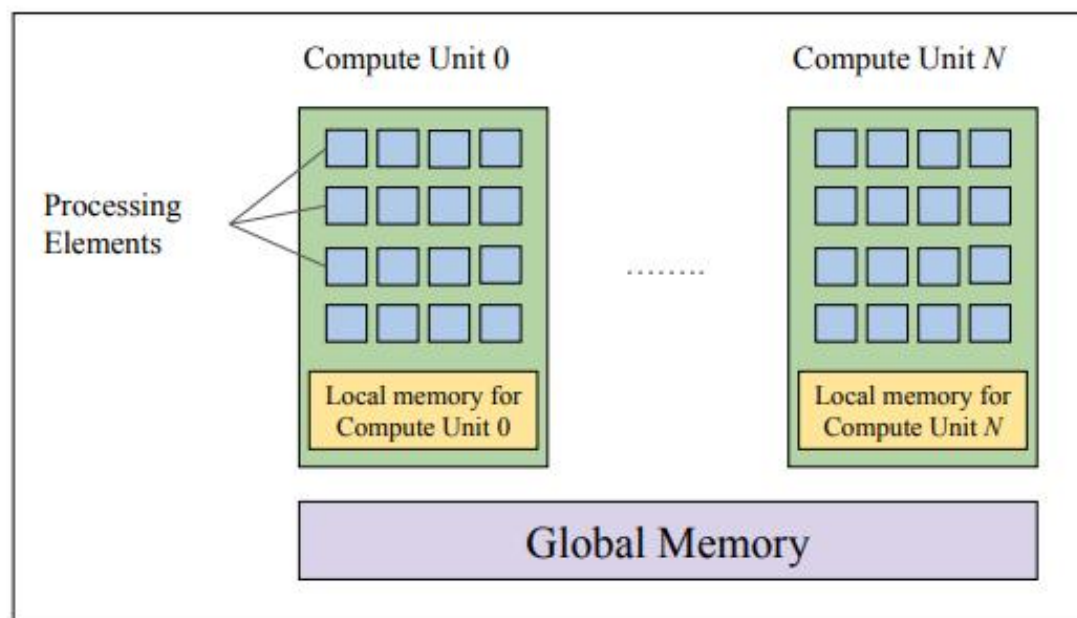 Compute Unit 0
Compute Unit N
Processing
Elements
........
Local memory for
Compute Unit 0
Local memory for
Compute Unit N
Global Memory